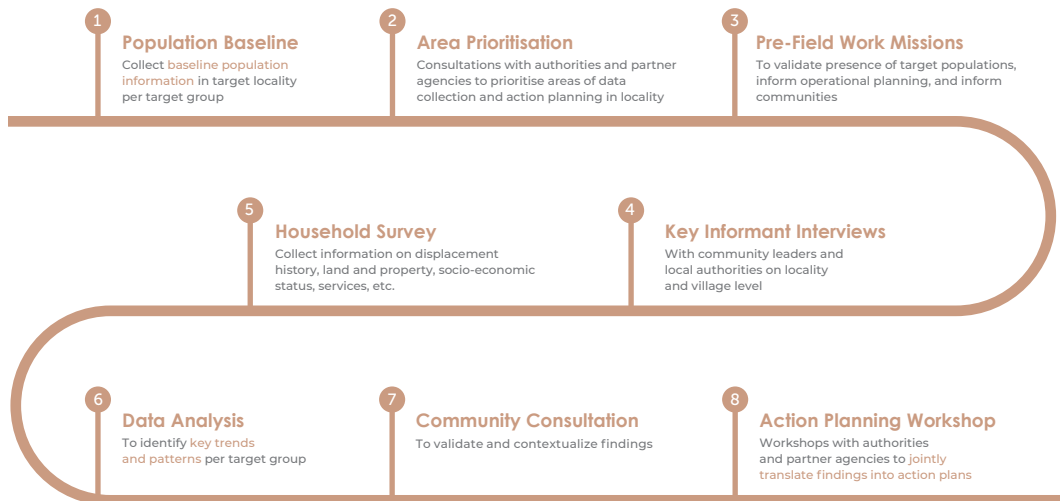 1
Population Baseline
Collect baseline population
information in target locality
per target group
2
Area Prioritisation
Consultations with authorities and partner
agencies to prioritise areas of data
collection and action planning in locality
3
Pre-Field Work Missions
To validate presence of target populations,
inform operational planning, and inform
communities
4
Key Informant Interviews
With community leaders and
local authorities on locality
and village level
5
Household Survey
Collect information on displacement
history, land and property, socio-economic
status, services, etc.
6
Data Analysis
To identify key trends
and patterns per target group
7
Community Consultation
To validate and contextualize findings
8
Action Planning Workshop
Workshops with authorities
and partner agencies to jointly
translate findings into action plans